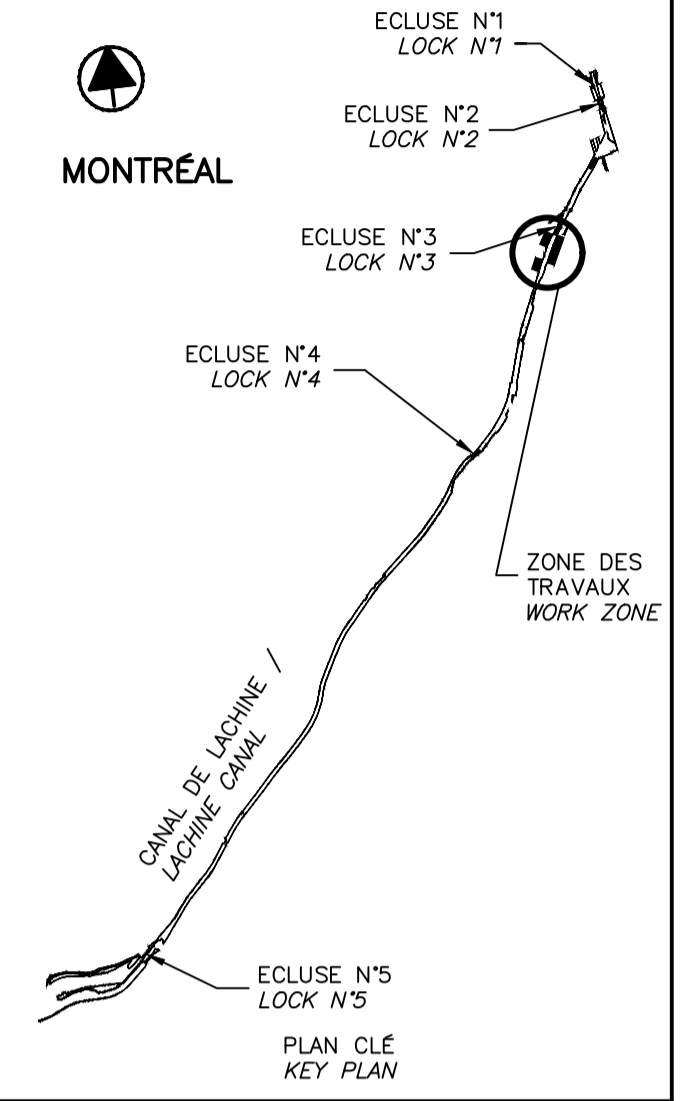 ECLUSE N°1
LOCK N°1
ECLUSE N°2
LOCK N°2
MONTRÉAL
ECLUSE N°3
LOCK N°3
ECLUSE N°4
LOCK N°4
ZONE DES
TRAVAUX
WORK ZONE
CANAL DE LACHINE /
LACHINE CANAL
ECLUSE N°5
LOCK N°5
PLAN CLÉ
KEY PLAN